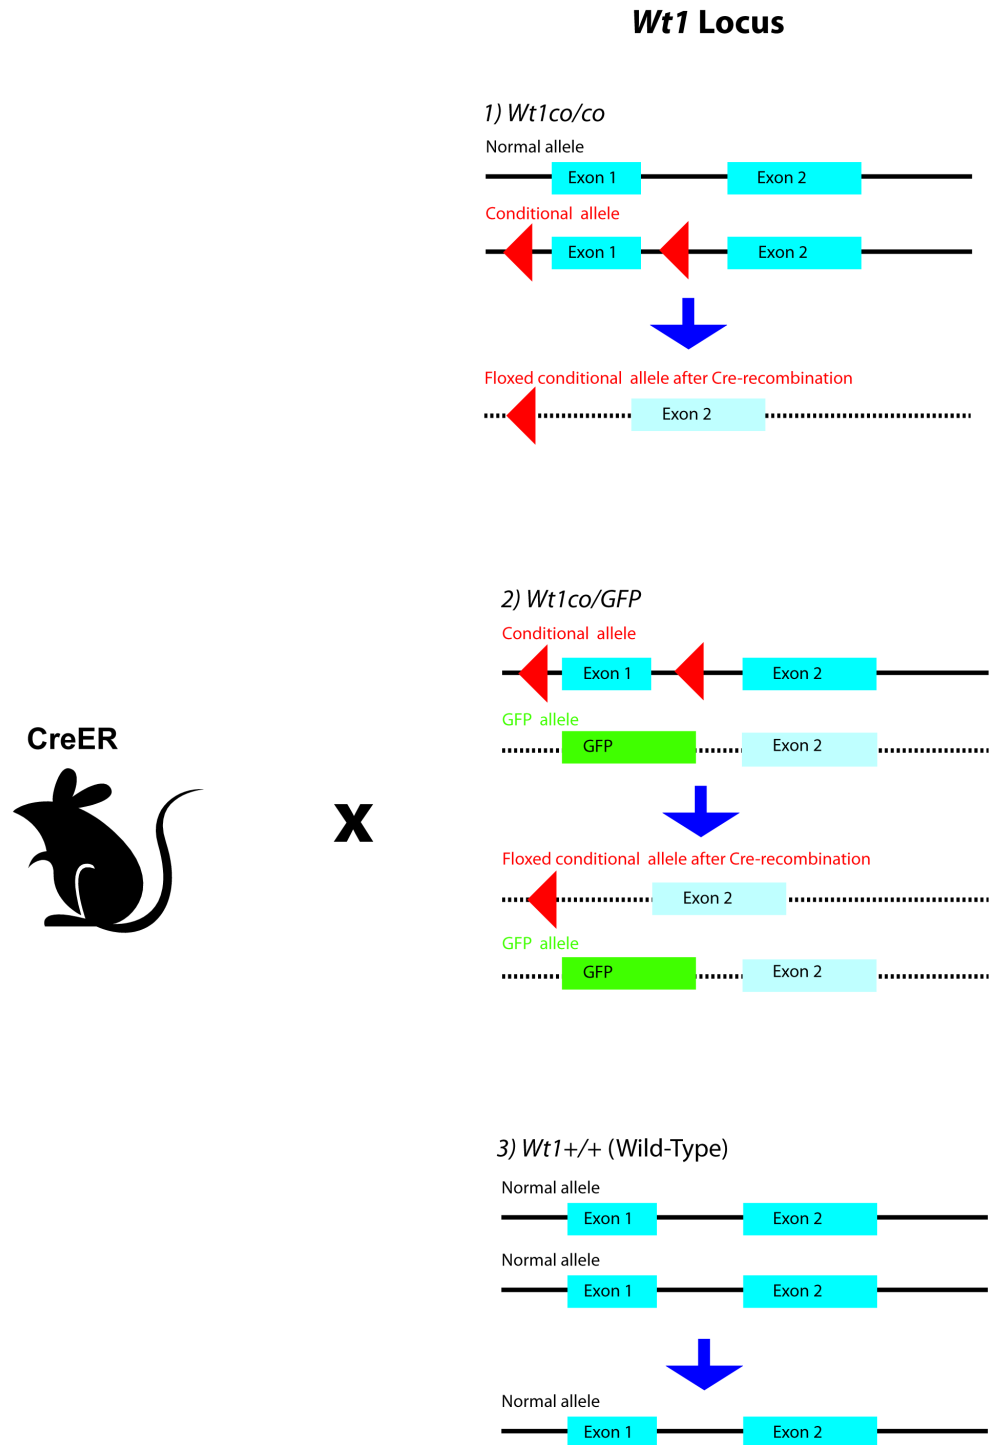 Wt1 Locus
1) Wt1co/co
Normal allele
Exon 1 Exon 2
Conditional allele
Exon 1 Exon 2
Floxed conditional allele after Cre-recombination
Exon 2
2) Wt1co/GFP
Conditional allele
Exon 1 Exon 2
GFP allele
GFP Exon 2
CreER
X
Floxed conditional allele after Cre-recombination
Exon 2
GFP allele
GFP Exon 2
3) Wt1+/+ (Wild-Type)
Normal allele
Exon 1 Exon 2
Normal allele
Exon 1 Exon 2
Normal allele
Exon 1 Exon 2